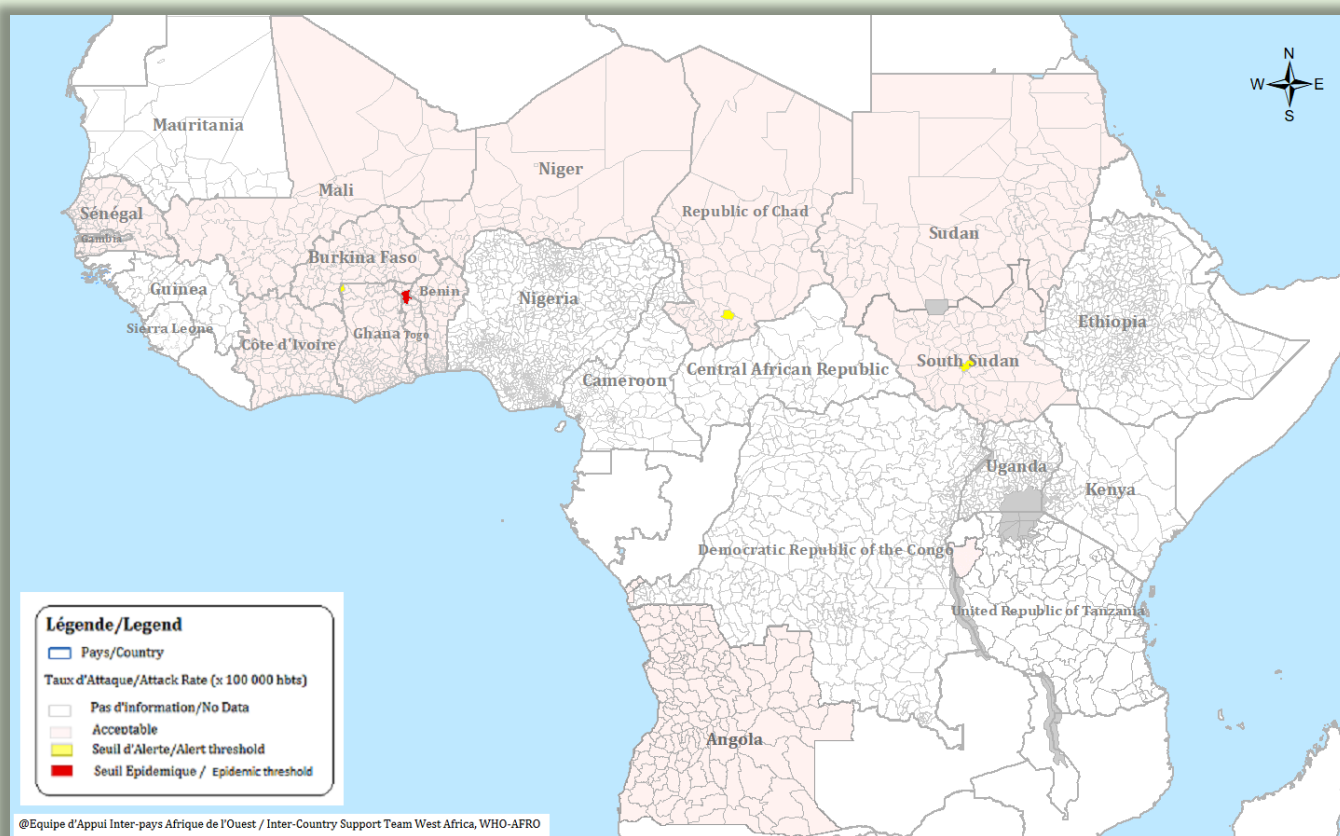 N
W E
S
Mauritania
Mali
Niger
Republic of Chad
Sudan
Sénégal
Gambia
Burkina Faso
Benin
Guinea
Nigeria
Sierra Leone
Côte d'Ivoire
Ghana
Togo
Ethiopia
South Sudan
Central African Republic
Cameroon
Uganda
Kenya
Democratic Republic of the Congo
United Republic of Tanzania
Angola
Légende/Legend
Pays/Country
Taux d'Attaque/Attack Rate (x 100 000 hbts)
Pas d'information/No Data
Acceptable
Seuil d'Alerte/Alert threshold
Seuil Epidemique / Epidemic threshold
@Equipe d'Appui Inter-pays Afrique de l'Ouest / Inter-Country Support Team West Africa, WHO-AFRO